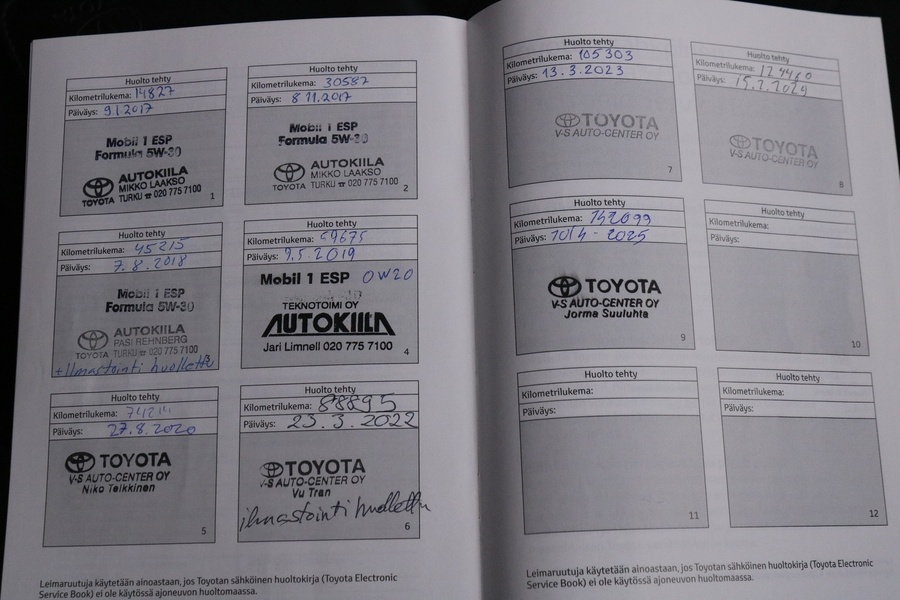 Huolto tehty
Kilometrilukema: 14827
Päiväys: 9.1.2017
Mobil 1 ESP
Formula 5W-30
AUTOKIILA
MIKKO LAAKSO
TOYOTA TURKU ☎ 020 775 7100
1
Huolto tehty
Kilometrilukema: 30587
Päiväys: 8 11.2017
Mobil 1 ESP
Formula 5W-30
AUTOKIILA
MIKKO LAAKSO
TOYOTA TURKU ☎ 020 775 7100
2
Huolto tehty
Kilometrilukema: 45215
Päiväys: 7.8.2018
Mobil 1 ESP
Formula 5W-30
AUTOKIILA
PASI REHNBERG
TOYOTA TURKU ☎ 020 775 7100
+Ilmastointi huollettu
Huolto tehty
Kilometrilukema: 59675
Päiväys: 9.5.2019
Mobil 1 ESP 0W20
TEKNOTOIMI OY
AUTOKIILA
Jari Limnell 020 775 7100
4
Huolto tehty
Kilometrilukema:
Päiväys: 27.8.2020
TOYOTA
V-S AUTO-CENTER OY
Niko Teikkinen
5
Huolto tehty
Kilometrilukema: 88895
Päiväys: 23.3.2022
TOYOTA
V-S AUTO-CENTER OY
Vu Tran
ilmastointi huollettu
6
Leimaruutuja käytetään ainoastaan, jos Toyotan sähköinen huoltokirja (Toyota Electronic
Service Book) ei ole käytössä ajoneuvon huoltomaassa.
Huolto tehty
Kilometrilukema: 105303
Päiväys: 13.3.2023
TOYOTA
V-S AUTO-CENTER OY
7
Huolto tehty
Kilometrilukema: 124410
Päiväys: 15.2.2024
TOYOTA
V-S AUTO-CENTER OY
8
Huolto tehty
Kilometrilukema: 142099
Päiväys: 10/4 - 2025
TOYOTA
V-S AUTO-CENTER OY
Jorma Suuluhta
9
Huolto tehty
Kilometrilukema:
Päiväys:
10
Huolto tehty
Kilometrilukema:
Päiväys:
11
Huolto tehty
Kilometrilukema:
Päiväys:
12
Leimaruutuja käytetään ainoastaan, jos Toyotan sähköinen huoltokirja (Toyota Electronic
Service Book) ei ole käytössä ajoneuvon huoltomaassa.